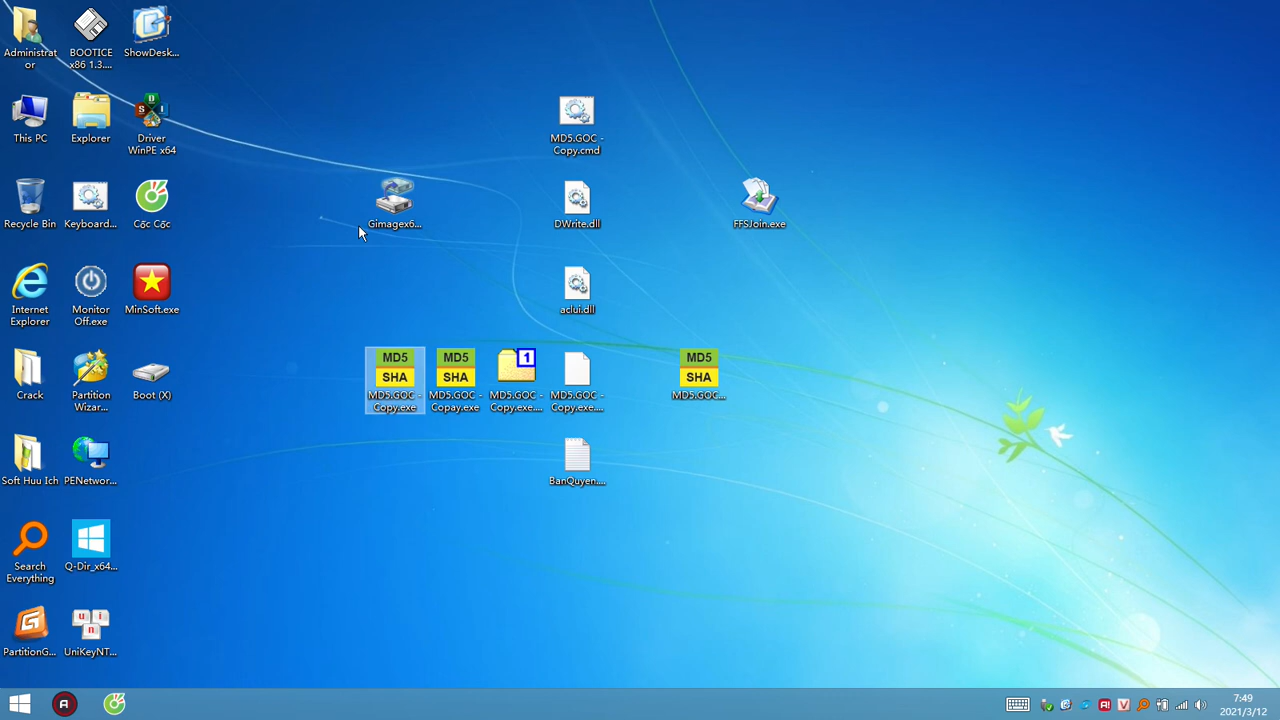 Administrat
or
BOOTICE
x86 1.3....
ShowDesk...
This PC
Explorer
Driver
WinPE x64
Recycle Bin
Keyboard...
Cốc Cốc
Internet
Explorer
Monitor
Off.exe
MinSoft.exe
Crack
Partition
Wizar...
Boot (X)
Soft Huu Ich
PENetwor...
Search
Everything
Q-Dir_x64...
PartitionG...
UniKeyNT...
Gimagex6...
MD5.GOC -
Copy.cmd
DWrite.dll
FFSJoin.exe
aclui.dll
MD5
SHA
MD5.GOC -
Copy.exe
MD5
SHA
MD5.GOC -
Copay.exe
1
MD5.GOC -
Copy.exe....
MD5.GOC -
Copy.exe....
MD5
SHA
MD5.GOC...
BanQuyen....
7:49
2021/3/12